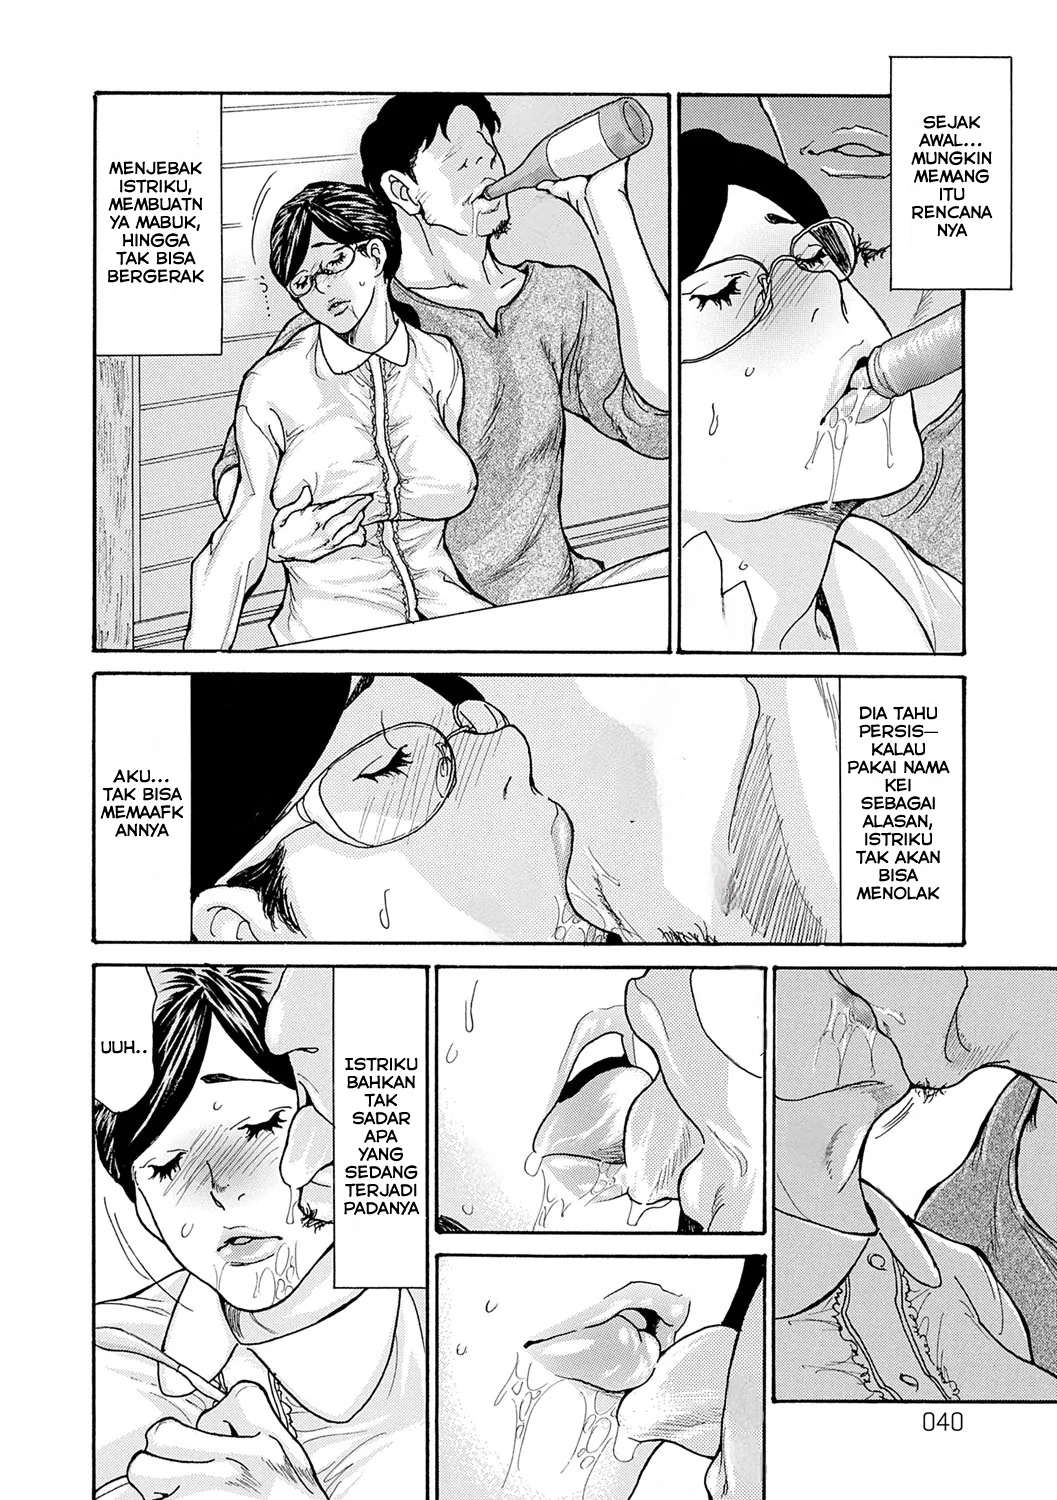 SEJAK
AWAL...
MUNGKIN
MEMANG
ITU
RENCANA
NYA
MENJEBAK
ISTRIKU,
MEMBUATN
YA MABUK,
HINGGA
TAK BISA
BERGERAK
DIA TAHU
PERSIS—
KALAU
PAKAI NAMA
KEI
SEBAGAI
ALASAN,
ISTRIKU
TAK AKAN
BISA
MENOLAK
AKU...
TAK BISA
MEMAAFK
ANNYA
ISTRIKU
BAHKAN
TAK
SADAR
APA
YANG
SEDANG
TERJADI
PADANYA
UUH..
040